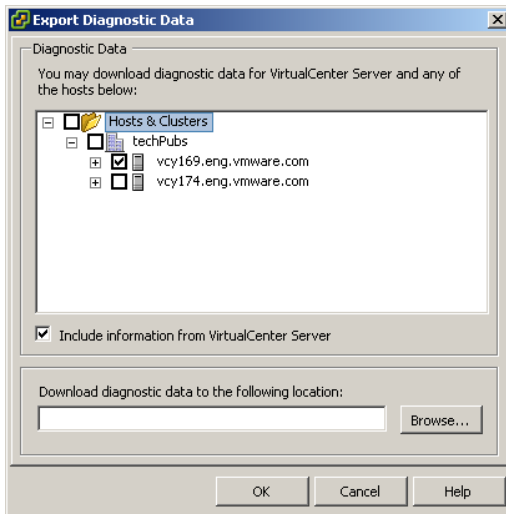 Export Diagnostic Data
Diagnostic Data
You may download diagnostic data for VirtualCenter Server and any of
the hosts below:
Hosts & Clusters
techPubs
vcy169.eng.vmware.com
vcy174.eng.vmware.com
Include information from VirtualCenter Server
Download diagnostic data to the following location:
Browse...
OK Cancel Help